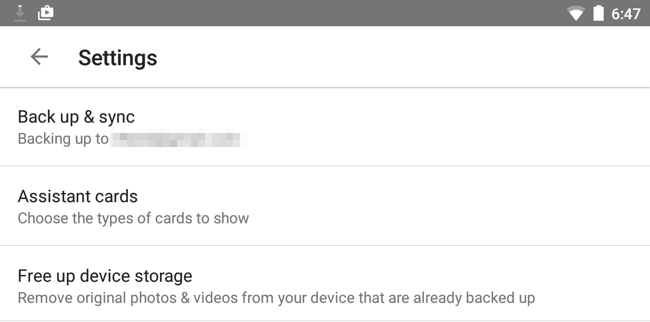 6:47
Settings
Back up & sync
Backing up to
Assistant cards
Choose the types of cards to show
Free up device storage
Remove original photos & videos from your device that are already backed up